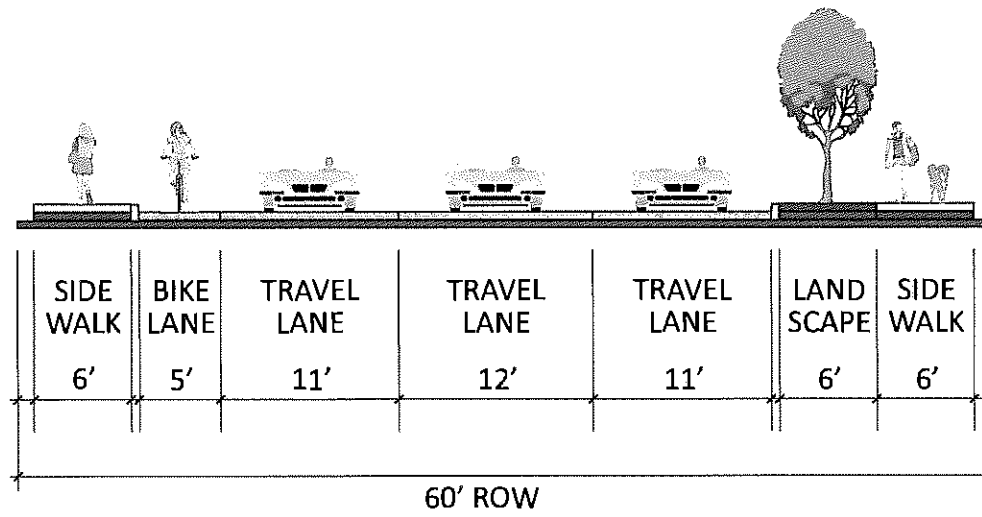 SIDE BIKE TRAVEL TRAVEL TRAVEL LAND SIDE
WALK LANE LANE LANE LANE SCAPE WALK
6' 5' 11' 12' 11' 6' 6'
60' ROW